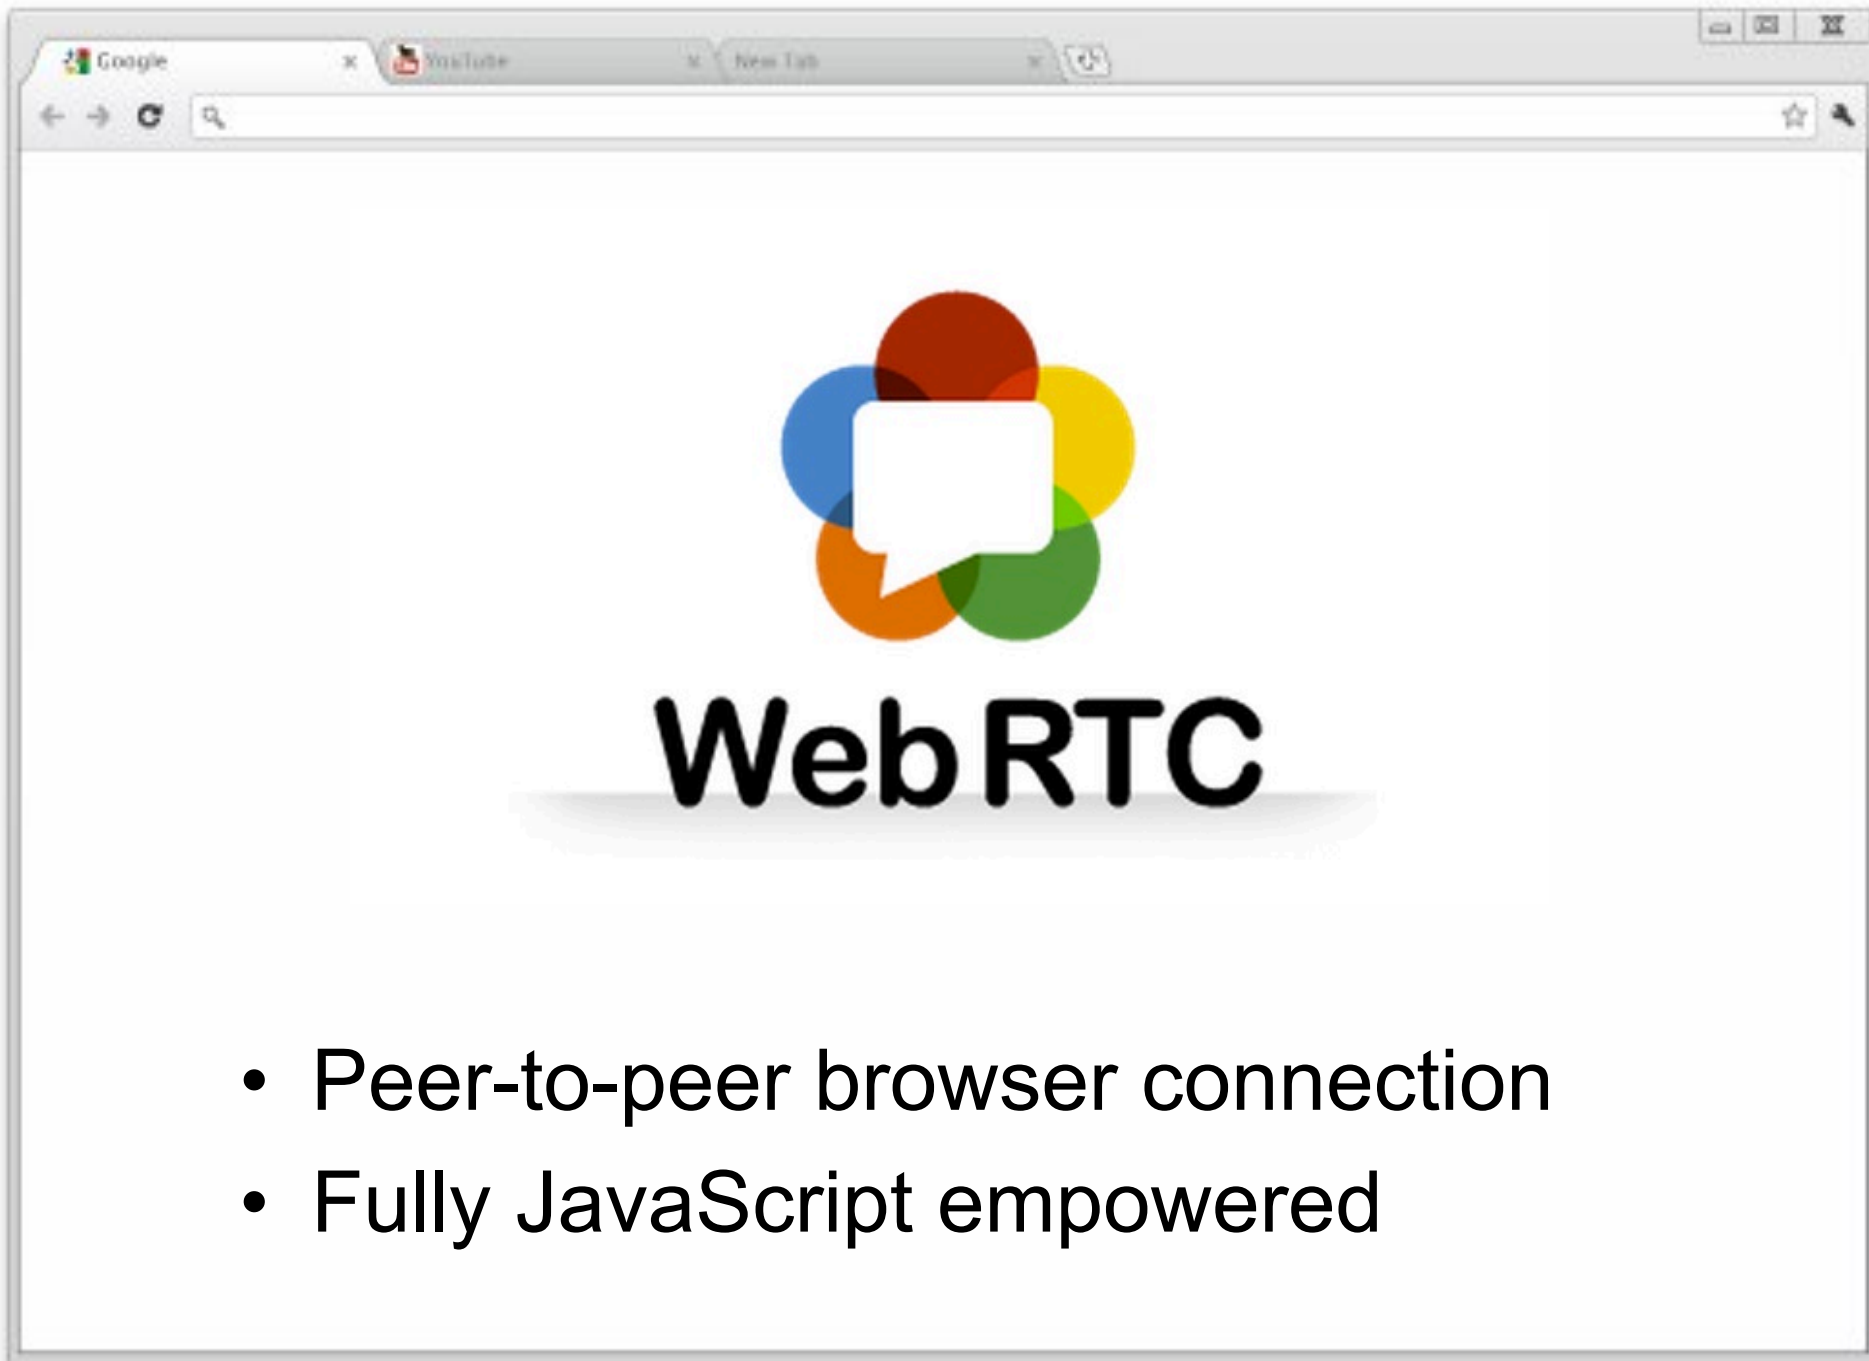 Google
YouTube
New Tab
WebRTC
• Peer-to-peer browser connection
• Fully JavaScript empowered